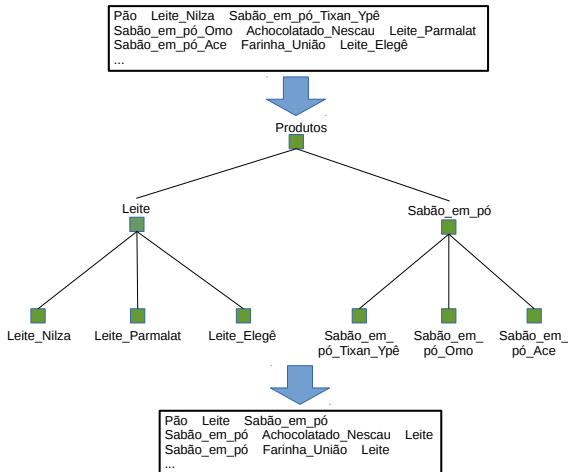 Pão Leite_Nilza Sabão_em_pó_Tixan_Ypê
Sabão_em_pó_Omo Achocolatado_Nescau Leite_Parmalat
Sabão_em_pó_Ace Farinha_União Leite_Elegê
...
Produtos
Leite
Sabão_em_pó
Leite_Nilza
Leite_Parmalat
Leite_Elegê
Sabão_em_
pó_Tixan_Ypê
Sabão_em_
pó_Omo
Sabão_em_
pó_Ace
Pão Leite Sabão_em_pó
Sabão_em_pó Achocolatado_Nescau Leite
Sabão_em_pó Farinha_União Leite
...